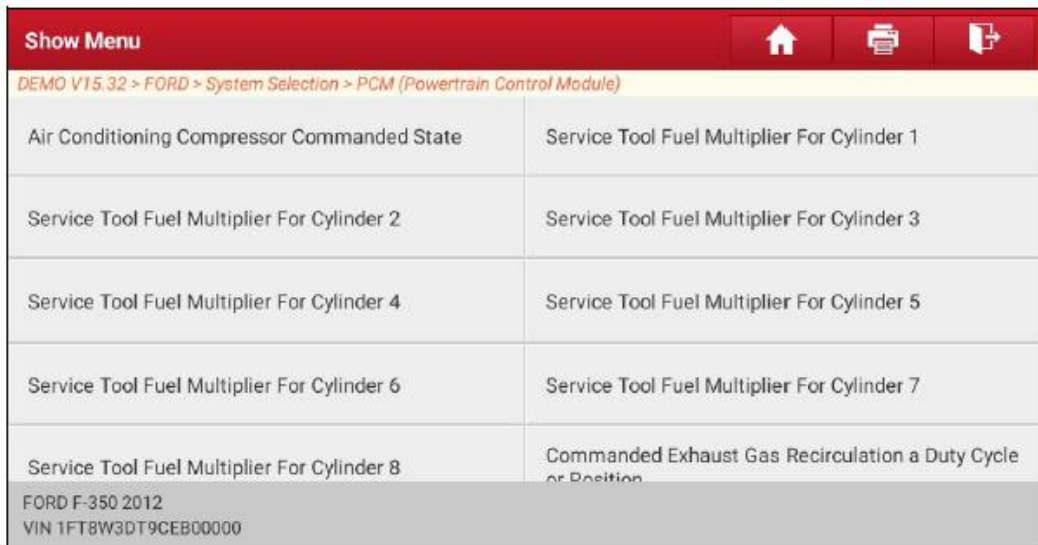 Show Menu
DEMO V15.32 > FORD > System Selection > PCM (Powertrain Control Module)
Air Conditioning Compressor Commanded State
Service Tool Fuel Multiplier For Cylinder 1
Service Tool Fuel Multiplier For Cylinder 2
Service Tool Fuel Multiplier For Cylinder 3
Service Tool Fuel Multiplier For Cylinder 4
Service Tool Fuel Multiplier For Cylinder 5
Service Tool Fuel Multiplier For Cylinder 6
Service Tool Fuel Multiplier For Cylinder 7
Service Tool Fuel Multiplier For Cylinder 8
Commanded Exhaust Gas Recirculation a Duty Cycle
or Position
FORD F-350 2012
VIN 1FT8W3DT9CEB00000